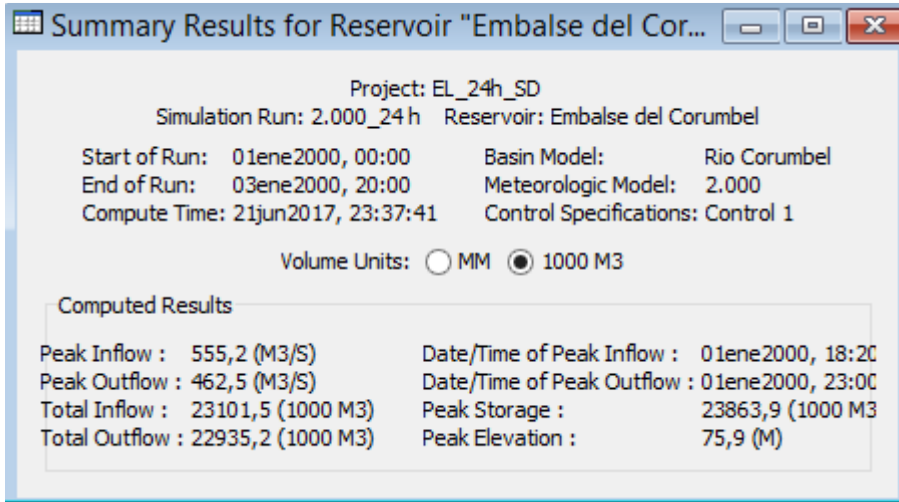 Summary Results for Reservoir "Embalse del Cor...
Project: EL_24h_SD
Simulation Run: 2.000_24 h Reservoir: Embalse del Corumbel
Start of Run: 01ene2000, 00:00 Basin Model: Rio Corumbel
End of Run: 03ene2000, 20:00 Meteorologic Model: 2.000
Compute Time: 21jun2017, 23:37:41 Control Specifications: Control 1
Volume Units: MM 1000 M3
Computed Results
Peak Inflow : 555,2 (M3/S) Date/Time of Peak Inflow : 01ene2000, 18:20
Peak Outflow : 462,5 (M3/S) Date/Time of Peak Outflow : 01ene2000, 23:00
Total Inflow : 23101,5 (1000 M3) Peak Storage : 23863,9 (1000 M3
Total Outflow : 22935,2 (1000 M3) Peak Elevation : 75,9 (M)